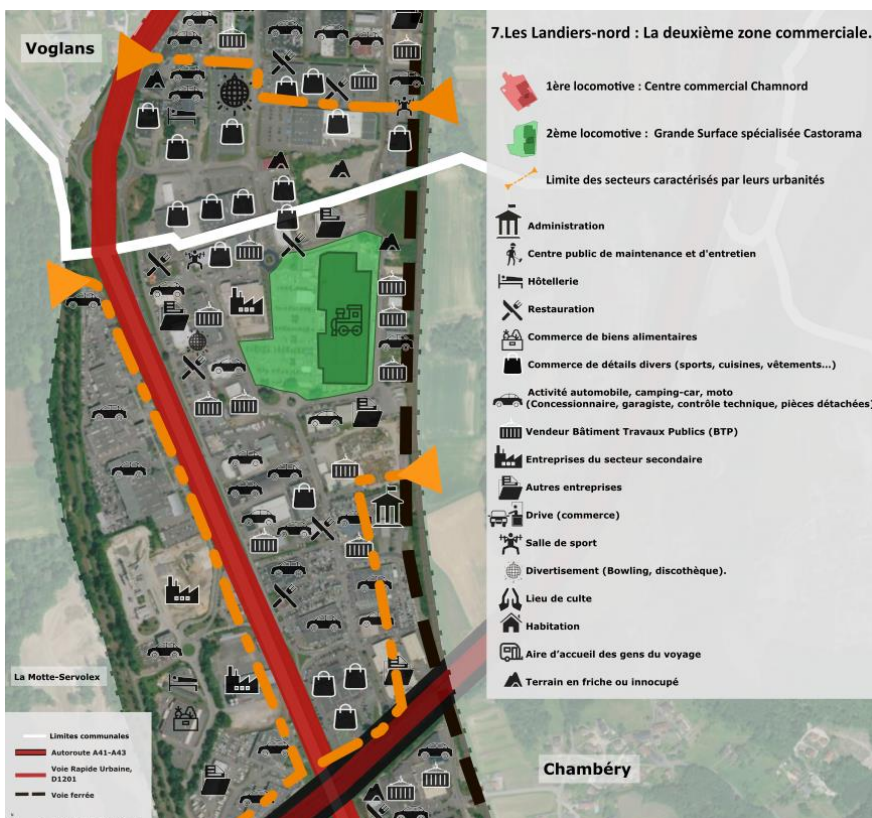 Voglans
7.Les Landiers-nord : La deuxième zone commerciale.
1ère locomotive : Centre commercial Chamnord
2ème locomotive : Grande Surface spécialisée Castorama
Limite des secteurs caractérisés par leurs urbanités
Administration
Centre public de maintenance et d'entretien
Hôtellerie
Restauration
Commerce de biens alimentaires
Commerce de détails divers (sports, cuisines, vêtements...)
Activité automobile, camping-car, moto
(Concessionnaire, garagiste, contrôle technique, pièces détachées)
Vendeur Bâtiment Travaux Publics (BTP)
Entreprises du secteur secondaire
Autres entreprises
Drive (commerce)
Salle de sport
Divertisement (Bowling, discothèque).
Lieu de culte
Habitation
Aire d'accueil des gens du voyage
Terrain en friche ou innocupé
La Motte-Servolex
Limites communales
Autoroute A41-A43
Voie Rapide Urbaine,
D1201
Voie ferrée
Chambéry